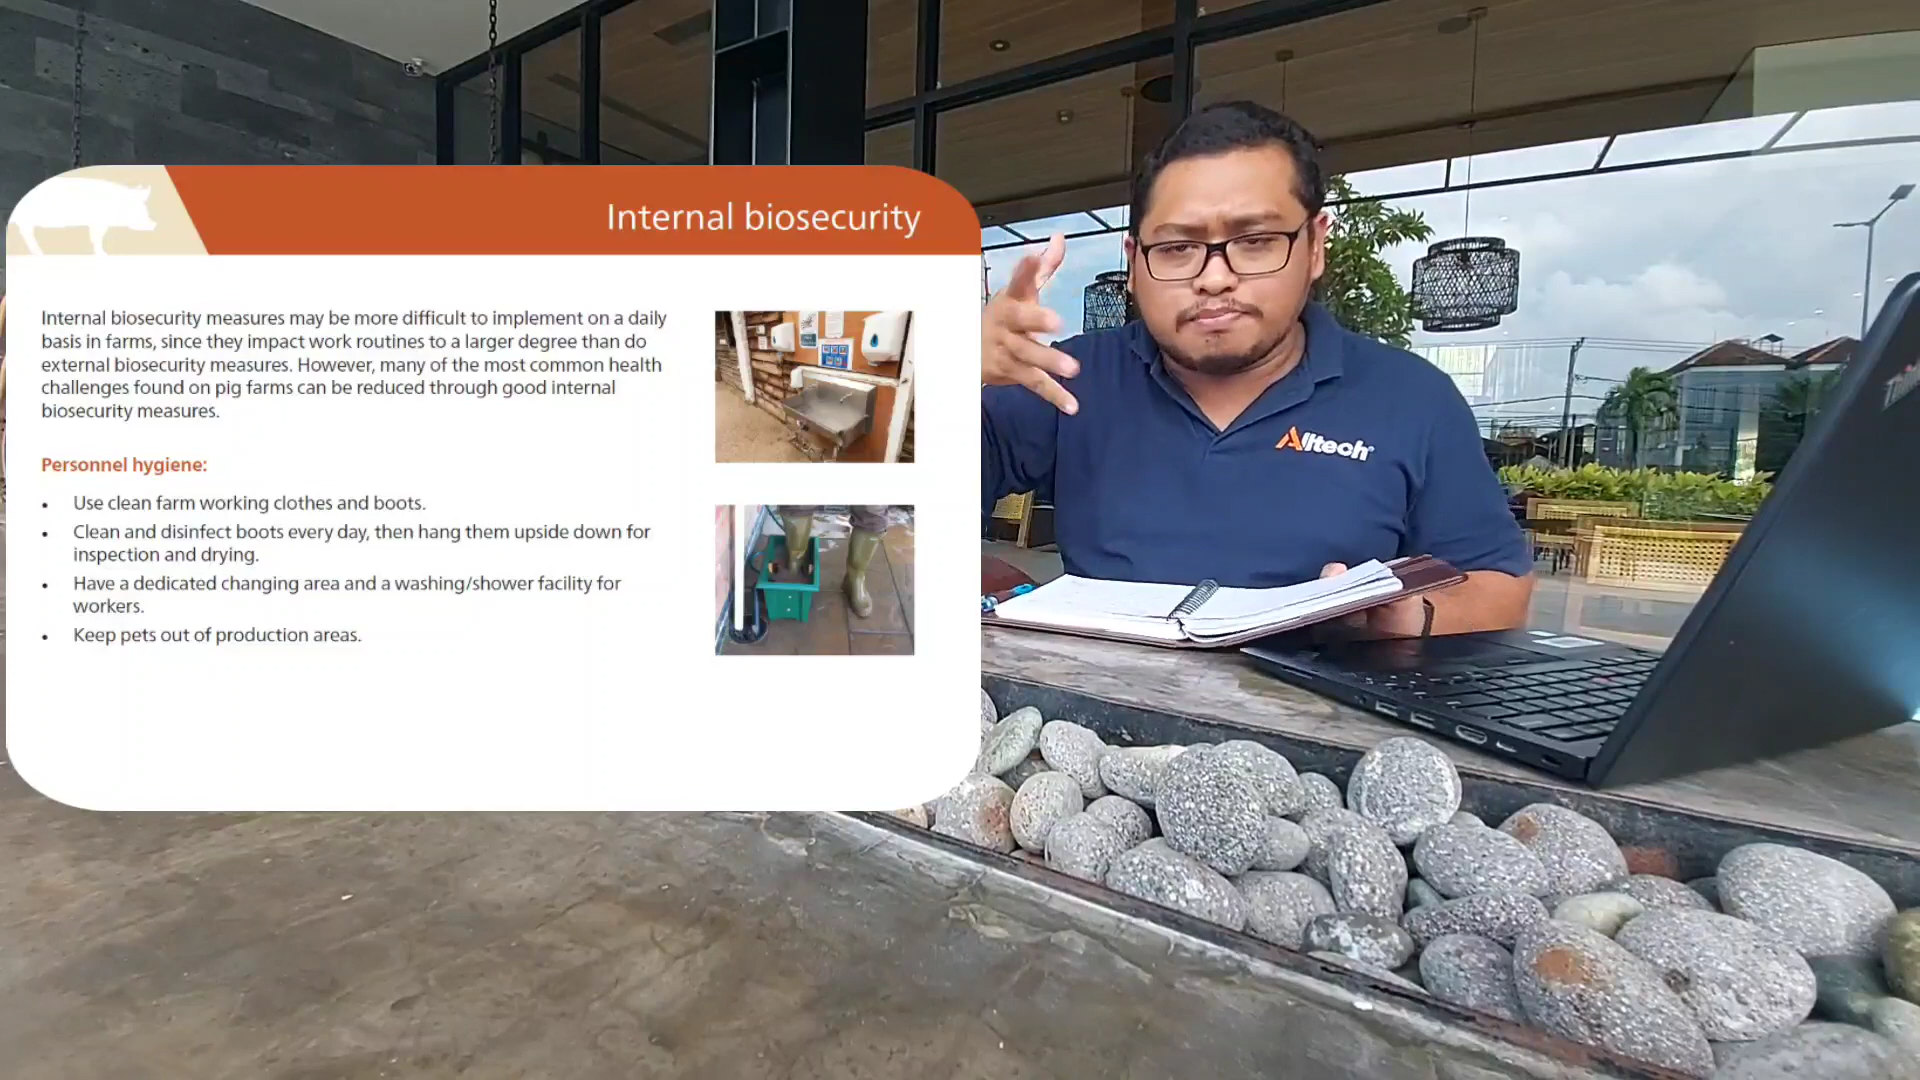 Internal biosecurity
Internal biosecurity measures may be more difficult to implement on a daily
basis in farms, since they impact work routines to a larger degree than do
external biosecurity measures. However, many of the most common health
challenges found on pig farms can be reduced through good internal
biosecurity measures.
Personnel hygiene:
• Use clean farm working clothes and boots.
• Clean and disinfect boots every day, then hang them upside down for
inspection and drying.
• Have a dedicated changing area and a washing/shower facility for
workers.
• Keep pets out of production areas.
Alltech®